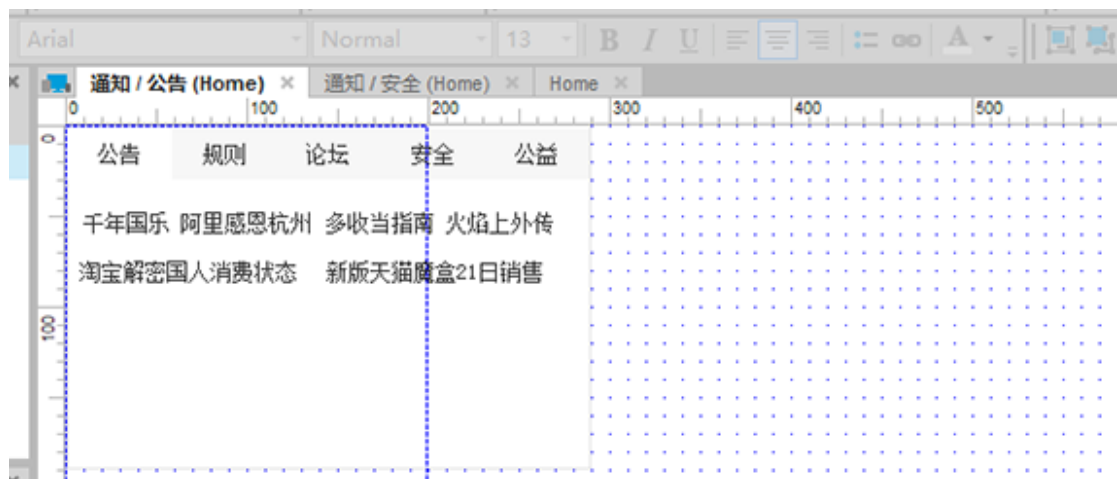 Arial Normal 13 B I U A
通知 / 公告 (Home) 通知 / 安全 (Home) Home
0 100 200 300 400 500
0
公告 规则 论坛 安全 公益
千年国乐 阿里感恩杭州 多收当指南 火焰上外传
淘宝解密国人消费状态 新版天猫魔盒21日销售
100